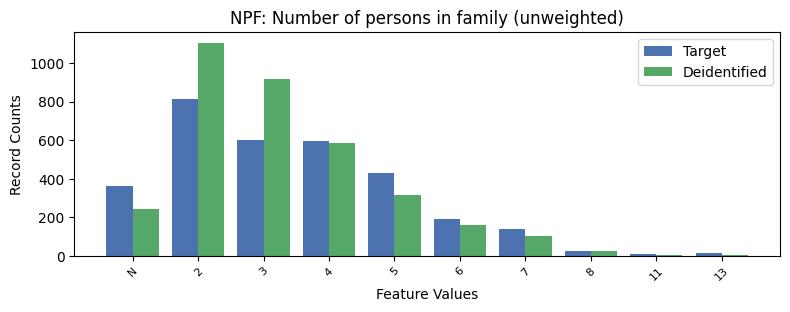 NPF: Number of persons in family (unweighted)
Target
Deidentified
Record Counts
1000
800
600
400
200
0
N 2 3 4 5 6 7 8 11 13
Feature Values